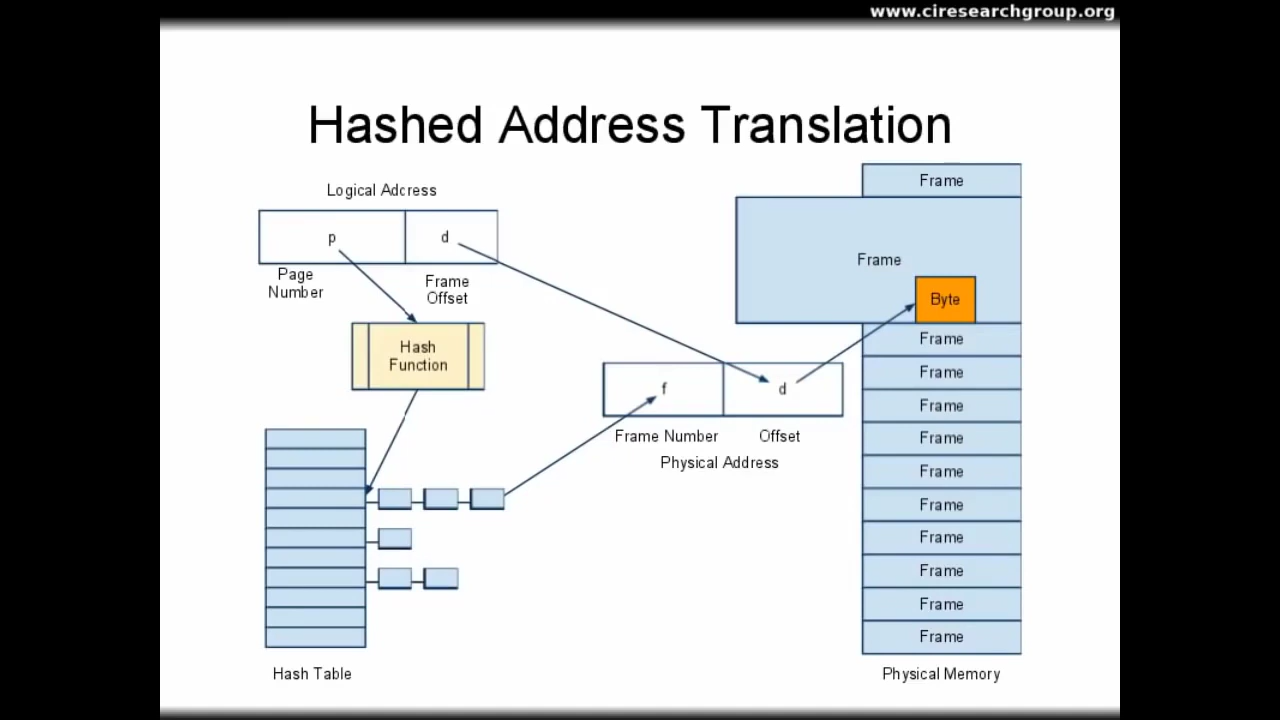 www.ciresearchgroup.org
Hashed Address Translation
Logical Adcress
p
d
Page
Number
Frame
Offset
Hash
Function
Hash Table
f
d
Frame Number
Offset
Physical Address
Frame
Frame
Byte
Frame
Frame
Frame
Frame
Frame
Frame
Frame
Frame
Frame
Frame
Physical Memory